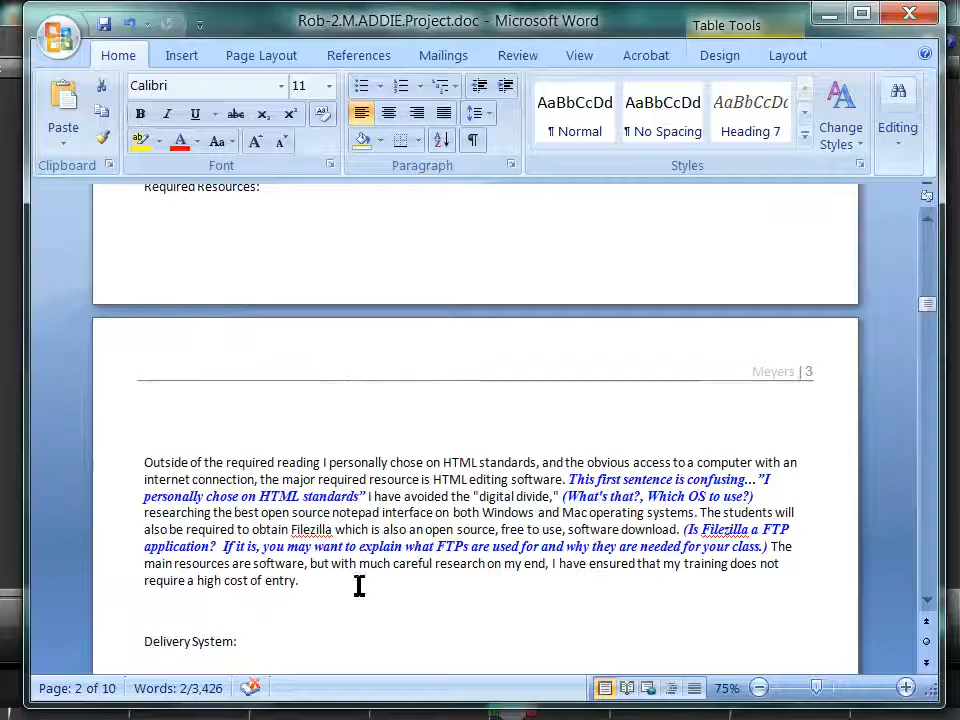 Rob-2.M.ADDIE.Project.doc - Microsoft Word
Table Tools
Home Insert Page Layout References Mailings Review View Acrobat Design Layout
Calibri 11
Paste
B I U abc x₂ x²
ab A Aa A A
AaBbCcDd AaBbCcDd AaBbCcDc
¶ Normal ¶ No Spacing Heading 7
Change Styles
Editing
Clipboard Font Paragraph Styles
Required Resources:
Meyers | 3
Outside of the required reading I personally chose on HTML standards, and the obvious access to a computer with an
internet connection, the major required resource is HTML editing software. This first sentence is confusing..."I
personally chose on HTML standards" I have avoided the "digital divide," (What's that?, Which OS to use?)
researching the best open source notepad interface on both Windows and Mac operating systems. The students will
also be required to obtain Filezilla which is also an open source, free to use, software download. (Is Filezilla a FTP
application? If it is, you may want to explain what FTPs are used for and why they are needed for your class.) The
main resources are software, but with much careful research on my end, I have ensured that my training does not
require a high cost of entry.
Delivery System:
Page: 2 of 10 Words: 2/3,426 75%